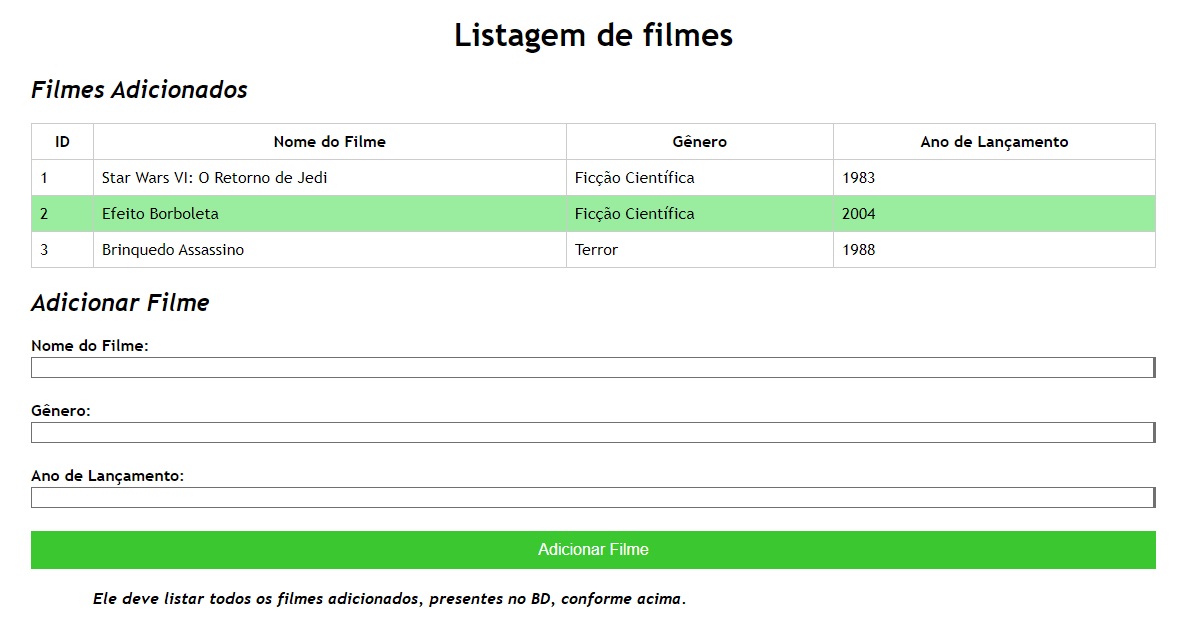 Listagem de filmes
Filmes Adicionados
ID Nome do Filme Gênero Ano de Lançamento
1 Star Wars VI: O Retorno de Jedi Ficção Científica 1983
2 Efeito Borboleta Ficção Científica 2004
3 Brinquedo Assassino Terror 1988
Adicionar Filme
Nome do Filme:
Gênero:
Ano de Lançamento:
Adicionar Filme
Ele deve listar todos os filmes adicionados, presentes no BD, conforme acima.